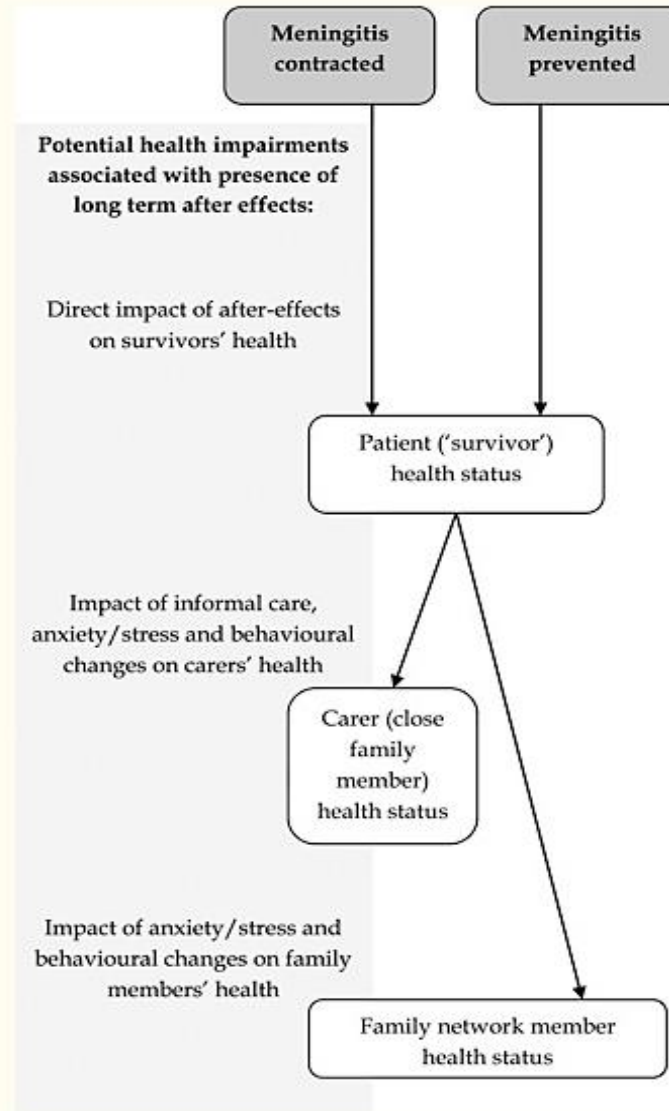 Meningitis
contracted
Meningitis
prevented
Potential health impairments
associated with presence of
long term after effects:
Direct impact of after-effects
on survivors’ health
Patient (‘survivor’)
health status
Impact of informal care,
anxiety/stress and behavioural
changes on carers’ health
Carer (close
family
member)
health status
Impact of anxiety/stress and
behavioural changes on family
members’ health
Family network member
health status